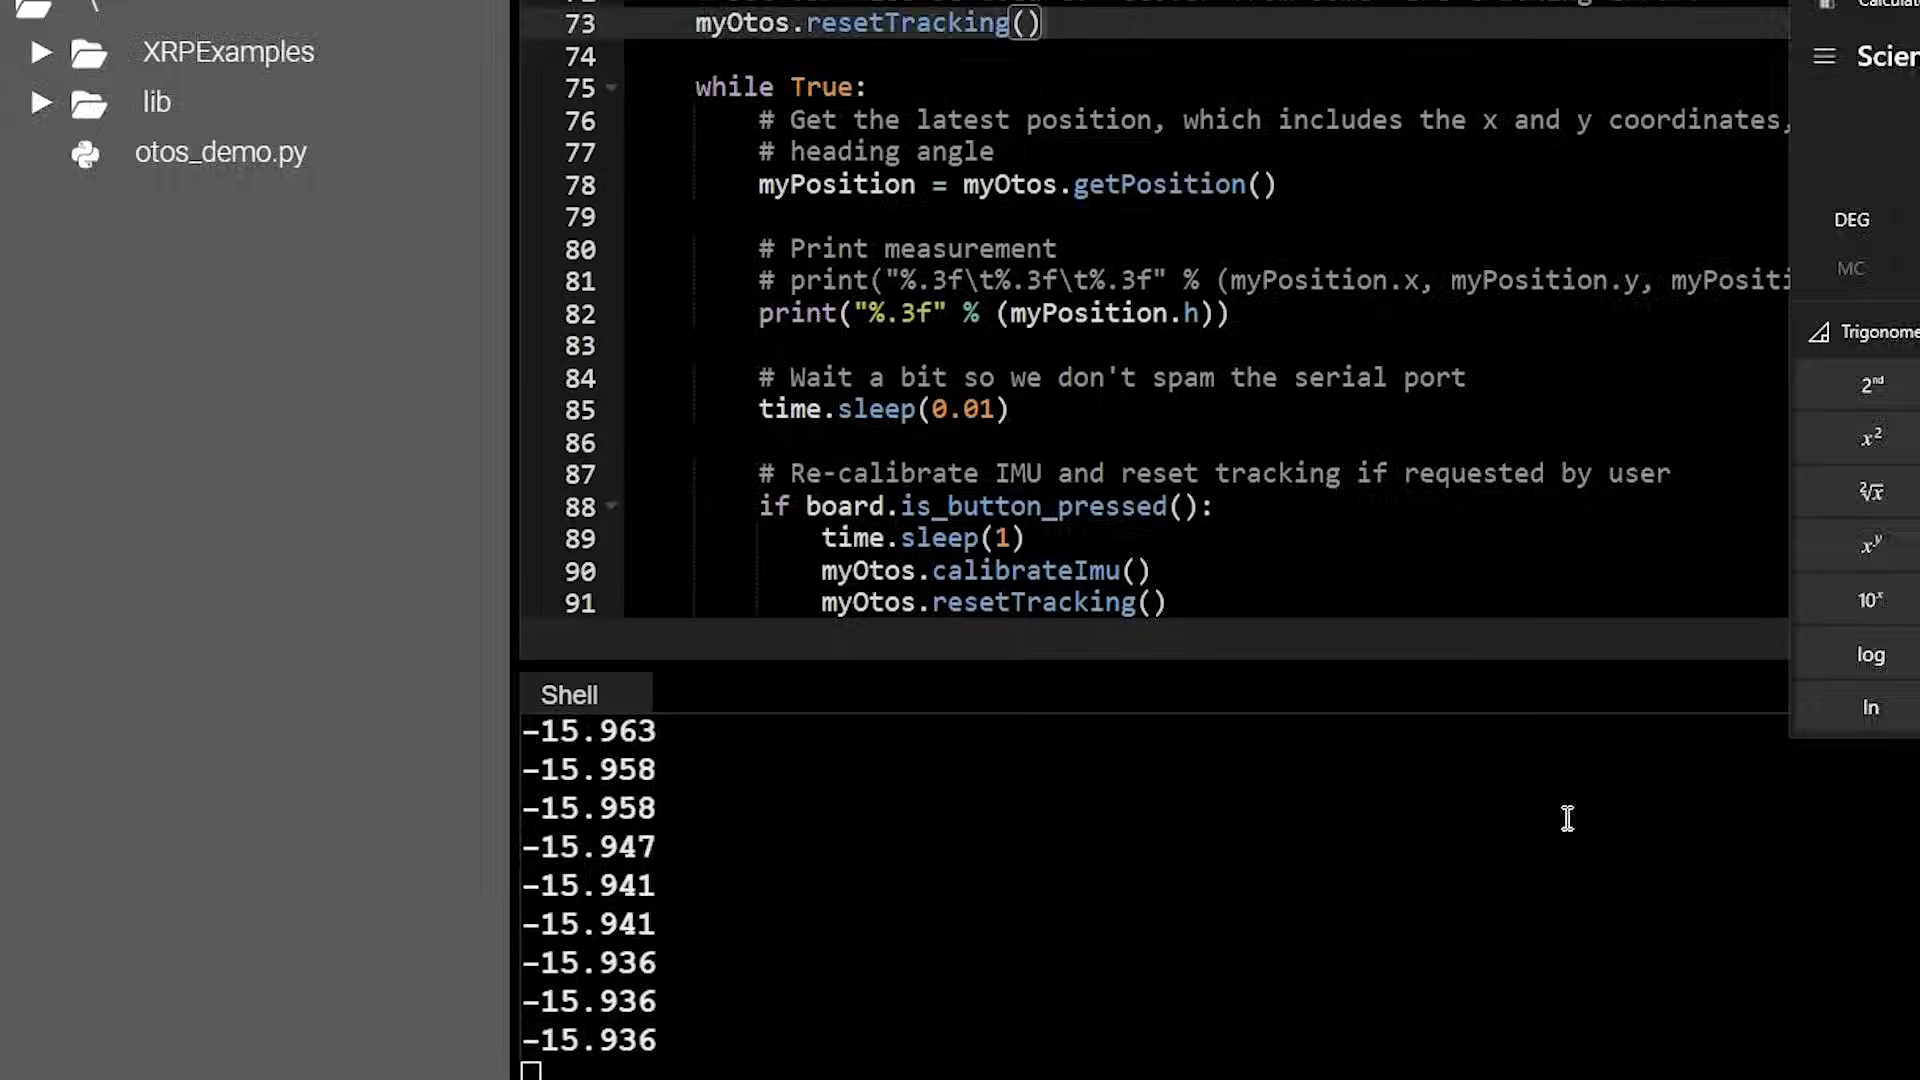 XRPExamples
lib
otos_demo.py
73 myOtos.resetTracking()
74
75 while True:
76 # Get the latest position, which includes the x and y coordinates,
77 # heading angle
78 myPosition = myOtos.getPosition()
79
80 # Print measurement
81 # print("%.3f\t%.3f\t%.3f" % (myPosition.x, myPosition.y, myPositi
82 print("%.3f" % (myPosition.h))
83
84 # Wait a bit so we don't spam the serial port
85 time.sleep(0.01)
86
87 # Re-calibrate IMU and reset tracking if requested by user
88 if board.is_button_pressed():
89 time.sleep(1)
90 myOtos.calibrateImu()
91 myOtos.resetTracking()
Shell
-15.963
-15.958
-15.958
-15.947
-15.941
-15.941
-15.936
-15.936
-15.936
Calculat
Scien
DEG
MC
Trigonome
2ⁿᵈ
x²
²√x
xʸ
10ˣ
log
ln